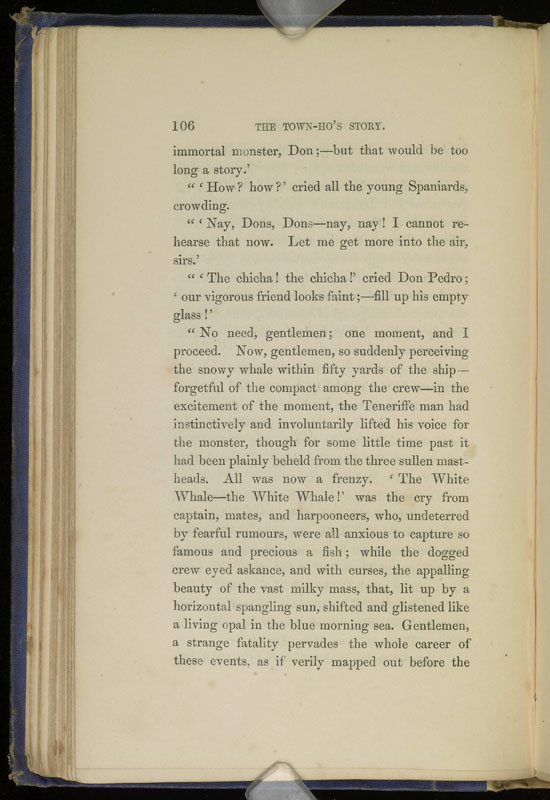 106 THE TOWN-HO'S STORY.
immortal monster, Don;—but that would be too
long a story.'
" ' How? how?' cried all the young Spaniards,
crowding.
" ' Nay, Dons, Dons—nay, nay! I cannot re-
hearse that now. Let me get more into the air,
sirs.'
" ' The chicha! the chicha!' cried Don Pedro;
' our vigorous friend looks faint;—fill up his empty
glass!'
" No need, gentlemen; one moment, and I
proceed. Now, gentlemen, so suddenly perceiving
the snowy whale within fifty yards of the ship—
forgetful of the compact among the crew—in the
excitement of the moment, the Teneriffe man had
instinctively and involuntarily lifted his voice for
the monster, though for some little time past it
had been plainly beheld from the three sullen mast-
heads. All was now a frenzy. ' The White
Whale—the White Whale!' was the cry from
captain, mates, and harpooneers, who, undeterred
by fearful rumours, were all anxious to capture so
famous and precious a fish; while the dogged
crew eyed askance, and with curses, the appalling
beauty of the vast milky mass, that, lit up by a
horizontal spangling sun, shifted and glistened like
a living opal in the blue morning sea. Gentlemen,
a strange fatality pervades the whole career of
these events, as if verily mapped out before the